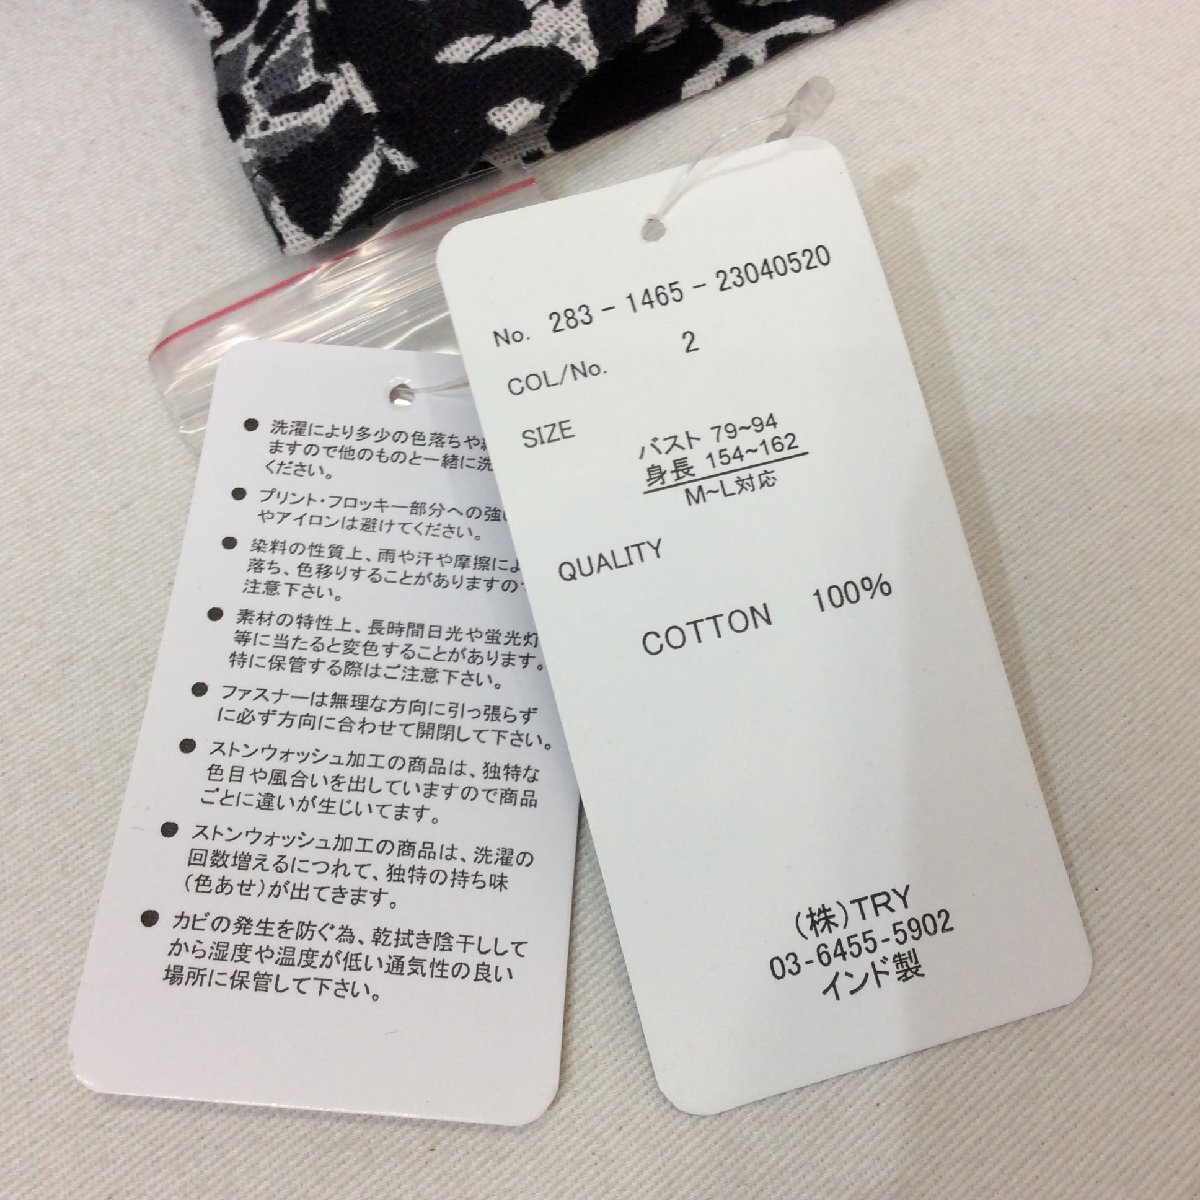 ● 洗濯により多少の色落ちや
ますので他のものと一緒に洗
ください。
● プリント・フロッキー部分への強い
やアイロンは避けてください。
● 染料の性質上、雨や汗や摩擦によ
落ち、色移りすることがありますの
注意下さい。
● 素材の特性上、長時間日光や蛍光灯
等に当たると変色することがあります。
特に保管する際はご注意下さい。
● ファスナーは無理な方向に引っ張らず
に必ず方向に合わせて開閉して下さい。
● ストンウォッシュ加工の商品は、独特な
色目や風合いを出していますので商品
ごとに違いが生じいてます。
● ストンウォッシュ加工の商品は、洗濯の
回数増えるにつれて、独特の持ち味
（色あせ）が出てきます。
● カビの発生を防ぐ為、乾拭き陰干しして
から湿度や温度が低い通気性の良い
場所に保管して下さい。
No. 283-1465-23040520
COL/No. 2
SIZE
バスト 79~94
身長 154~162
M~L対応
QUALITY
COTTON 100%
(株)TRY
03-6455-5902
インド製